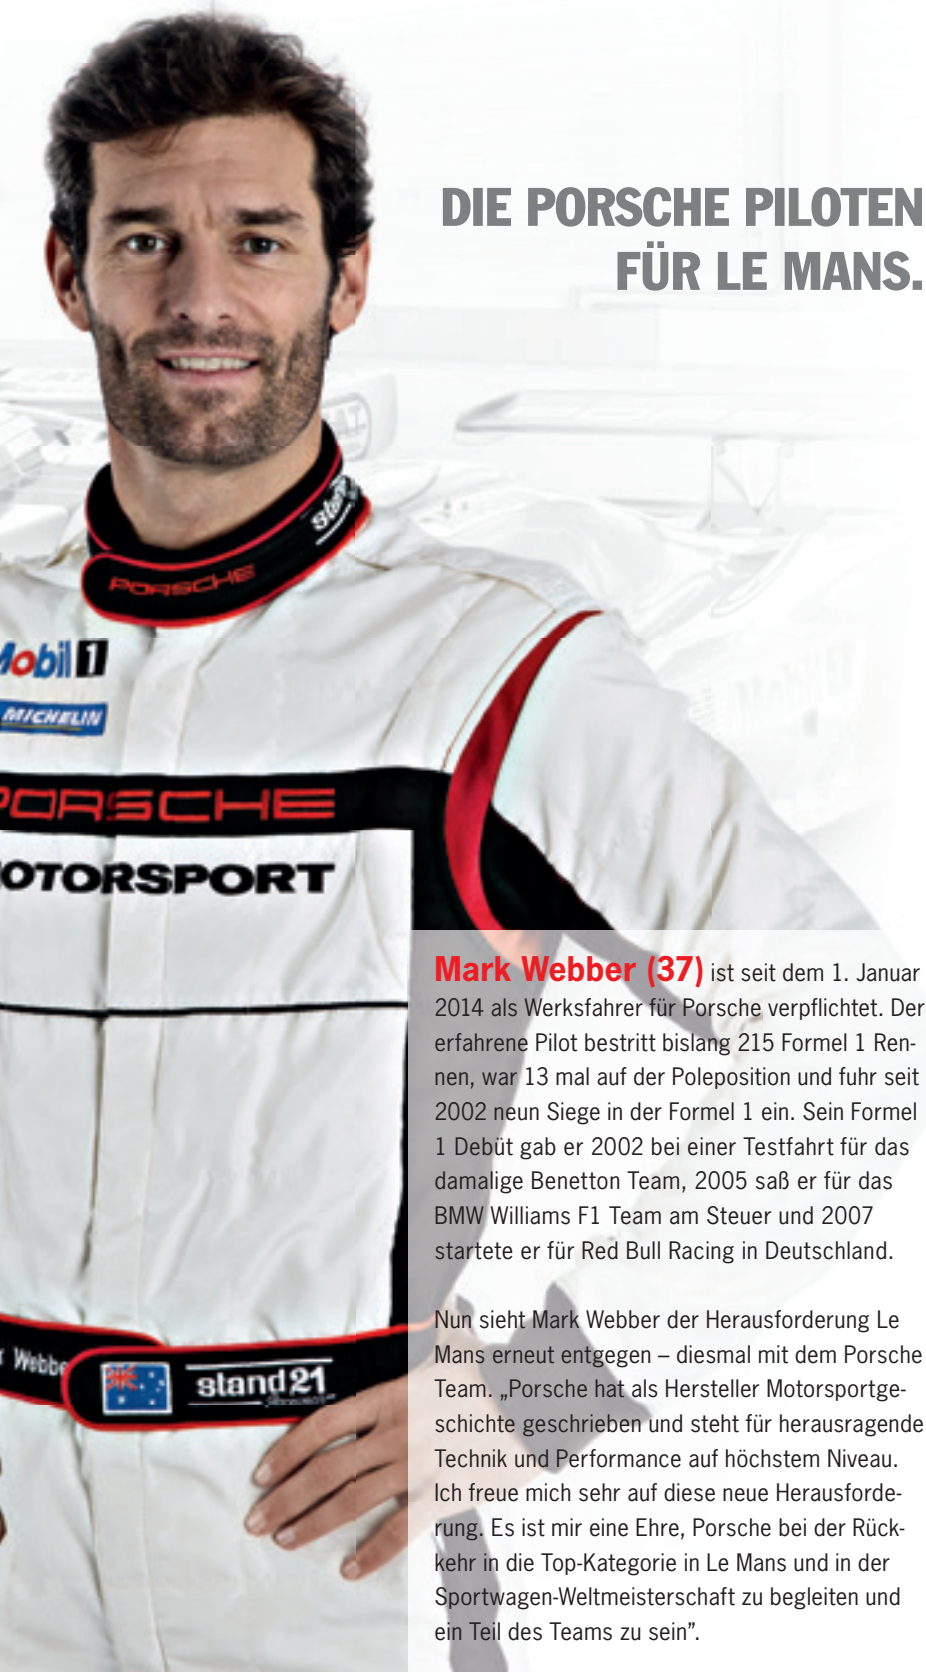 DIE PORSCHE PILOTEN
FÜR LE MANS.
PORSCHE
Mobil 1
MICHELIN
PORSCHE
MOTORSPORT
Mark Webber (37) ist seit dem 1. Januar
2014 als Werksfahrer für Porsche verpflichtet. Der
erfahrene Pilot bestritt bislang 215 Formel 1 Ren-
nen, war 13 mal auf der Poleposition und fuhr seit
2002 neun Siege in der Formel 1 ein. Sein Formel
1 Debüt gab er 2002 bei einer Testfahrt für das
damalige Benetton Team, 2005 saß er für das
BMW Williams F1 Team am Steuer und 2007
startete er für Red Bull Racing in Deutschland.
Nun sieht Mark Webber der Herausforderung Le
Mans erneut entgegen – diesmal mit dem Porsche
Team. „Porsche hat als Hersteller Motorsportge-
schichte geschrieben und steht für herausragende
Technik und Performance auf höchstem Niveau.
Ich freue mich sehr auf diese neue Herausforde-
rung. Es ist mir eine Ehre, Porsche bei der Rück-
kehr in die Top-Kategorie in Le Mans und in der
Sportwagen-Weltmeisterschaft zu begleiten und
ein Teil des Teams zu sein”.
Webbe
stand21